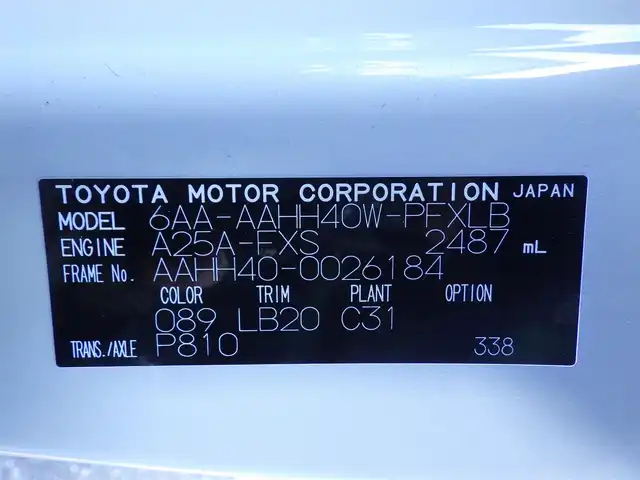 TOYOTA MOTOR CORPORATION JAPAN
MODEL 6AA-AAHH40W-PFXLB
ENGINE A25A-FXS 2487 mL
FRAME No. AAHH40-0026184
COLOR TRIM PLANT OPTION
089 LB20 C31
TRANS./AXLE P810 338